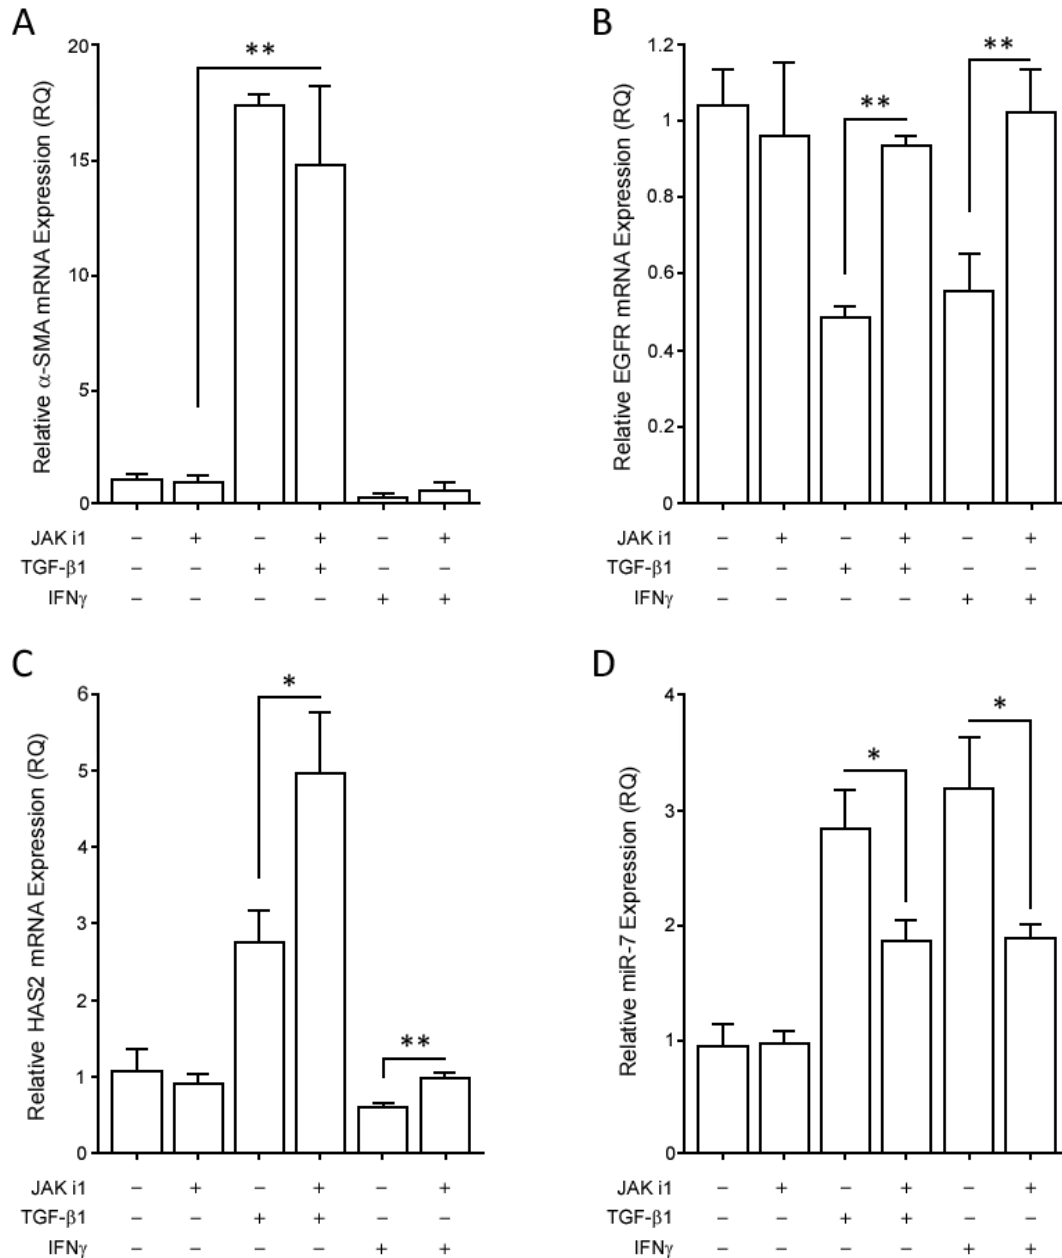 A
Relative α-SMA mRNA Expression (RQ)
20
15
10
5
0
**
JAK i1 – + – + – +
TGF-β1 – – + + – –
IFNγ – – – – + +
B
Relative EGFR mRNA Expression (RQ)
1.2
1
0.8
0.6
0.4
0.2
0
**
**
JAK i1 – + – + – +
TGF-β1 – – + + – –
IFNγ – – – – + +
C
Relative HAS2 mRNA Expression (RQ)
6
5
4
3
2
1
0
*
**
JAK i1 – + – + – +
TGF-β1 – – + + – –
IFNγ – – – – + +
D
Relative miR-7 Expression (RQ)
4
3
2
1
0
*
*
JAK i1 – + – + – +
TGF-β1 – – + + – –
IFNγ – – – – + +